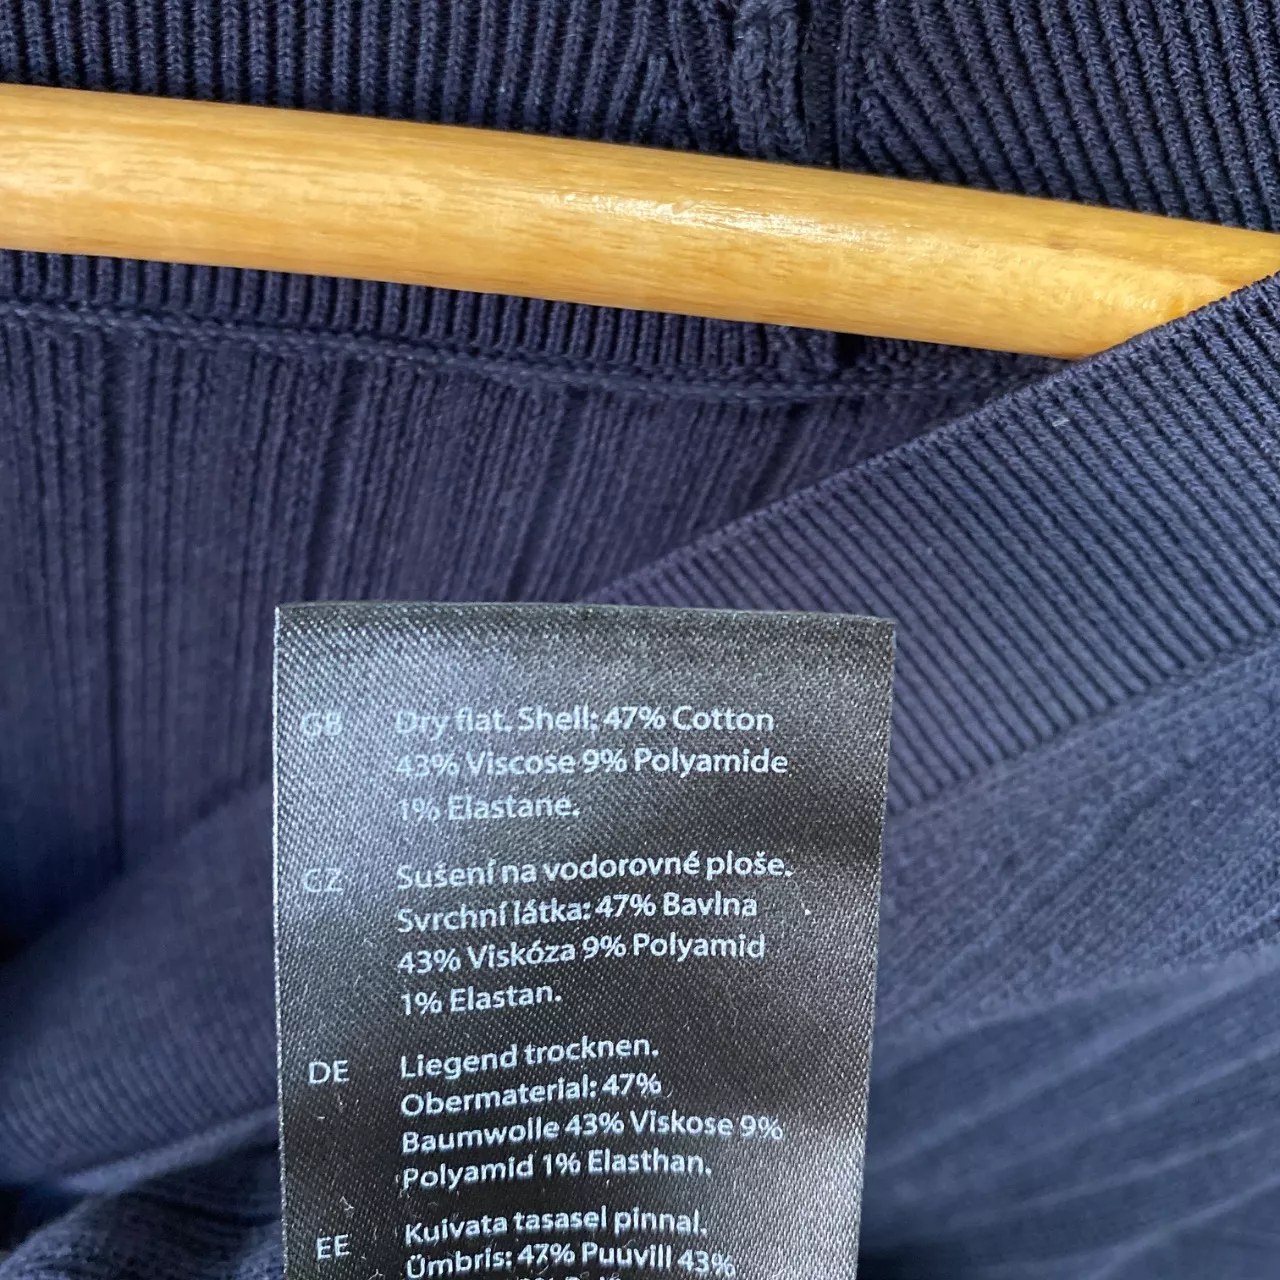 GB Dry flat. Shell: 47% Cotton
43% Viscose 9% Polyamide
1% Elastane.
CZ Sušení na vodorovné ploše.
Svrchní látka: 47% Bavlna
43% Viskóza 9% Polyamid
1% Elastan.
DE Liegend trocknen.
Obermaterial: 47%
Baumwolle 43% Viskose 9%
Polyamid 1% Elasthan.
EE Kuivata tasasel pinnal.
Ümbris: 47% Puuvill 43%